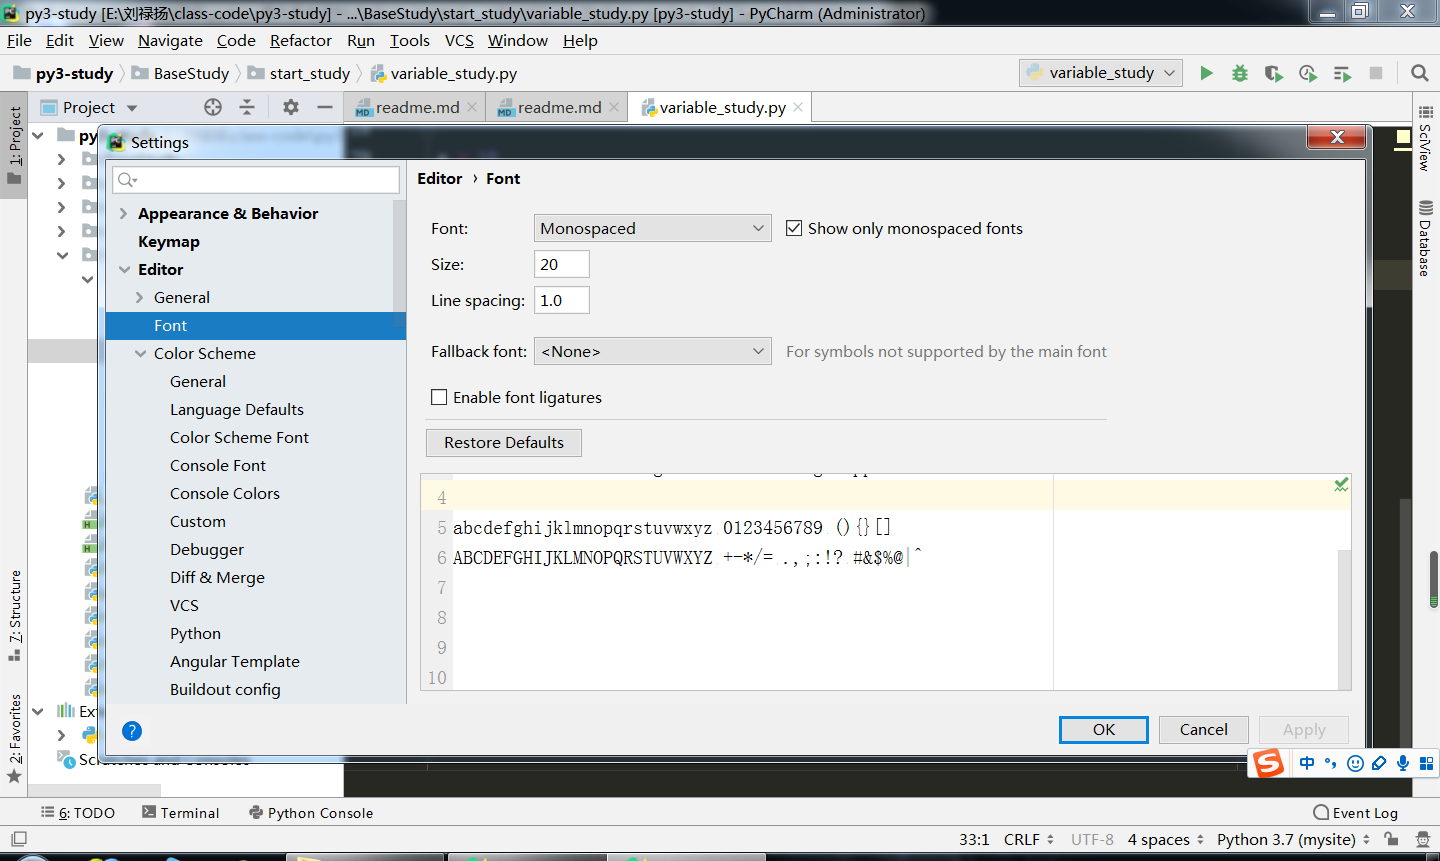 py3-study [E:\刘禄扬\class-code\py3-study] - ...\BaseStudy\start_study\variable_study.py [py3-study] - PyCharm (Administrator)
File Edit View Navigate Code Refactor Run Tools VCS Window Help
py3-study BaseStudy start_study variable_study.py variable_study
Project readme.md readme.md variable_study.py
1: Project
7: Structure
2: Favorites
SciView
Database
py
Settings
Appearance & Behavior
Keymap
Editor
General
Font
Color Scheme
General
Language Defaults
Color Scheme Font
Console Font
Console Colors
Custom
Debugger
Diff & Merge
VCS
Python
Angular Template
Buildout config
Editor › Font
Font: Monospaced Show only monospaced fonts
Size: 20
Line spacing: 1.0
Fallback font: <None> For symbols not supported by the main font
Enable font ligatures
Restore Defaults
4
5 abcdefghijklmnopqrstuvwxyz 0123456789 (){}[]
6 ABCDEFGHIJKLMNOPQRSTUVWXYZ +-*/= .,;:!? #&$%@|^
7
8
9
10
? OK Cancel Apply
Ext
Scratches and Consoles
中
6: TODO Terminal Python Console Event Log
33:1 CRLF UTF-8 4 spaces Python 3.7 (mysite)